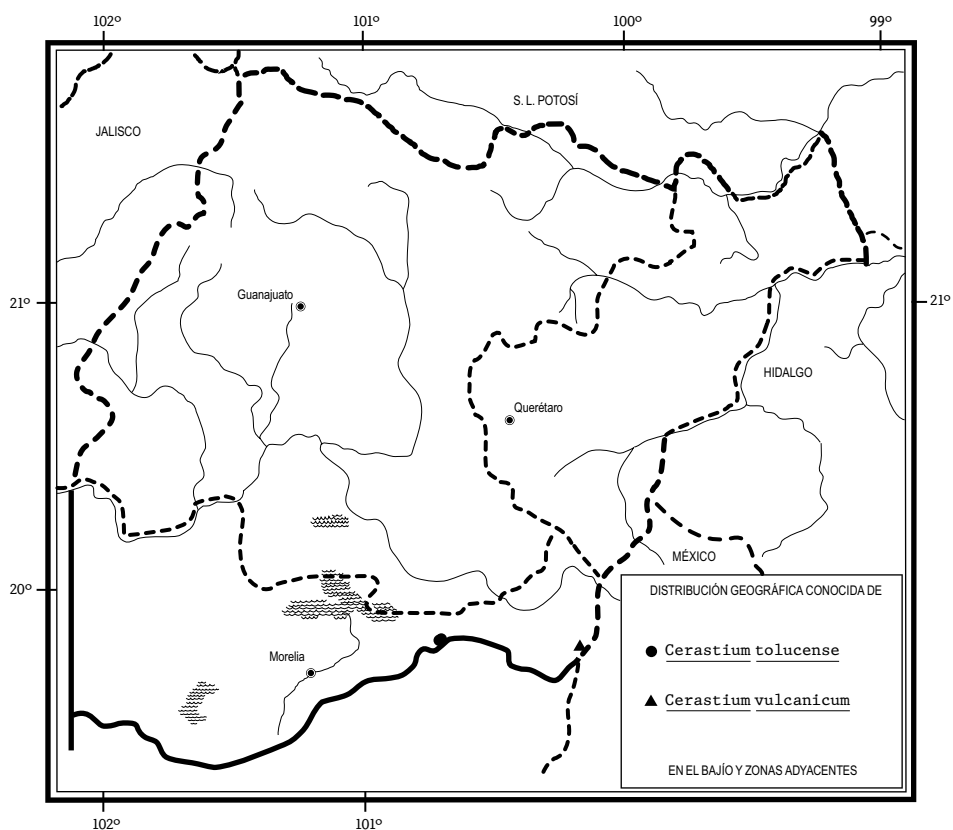 102º 101º 100º 99º
S. L. POTOSÍ
JALISCO
Guanajuato
21º
21º
HIDALGO
Querétaro
MÉXICO
20º
DISTRIBUCIÓN GEOGRÁFICA CONOCIDA DE
Cerastium tolucense
Morelia
Cerastium vulcanicum
EN EL BAJÍO Y ZONAS ADYACENTES
102º 101º